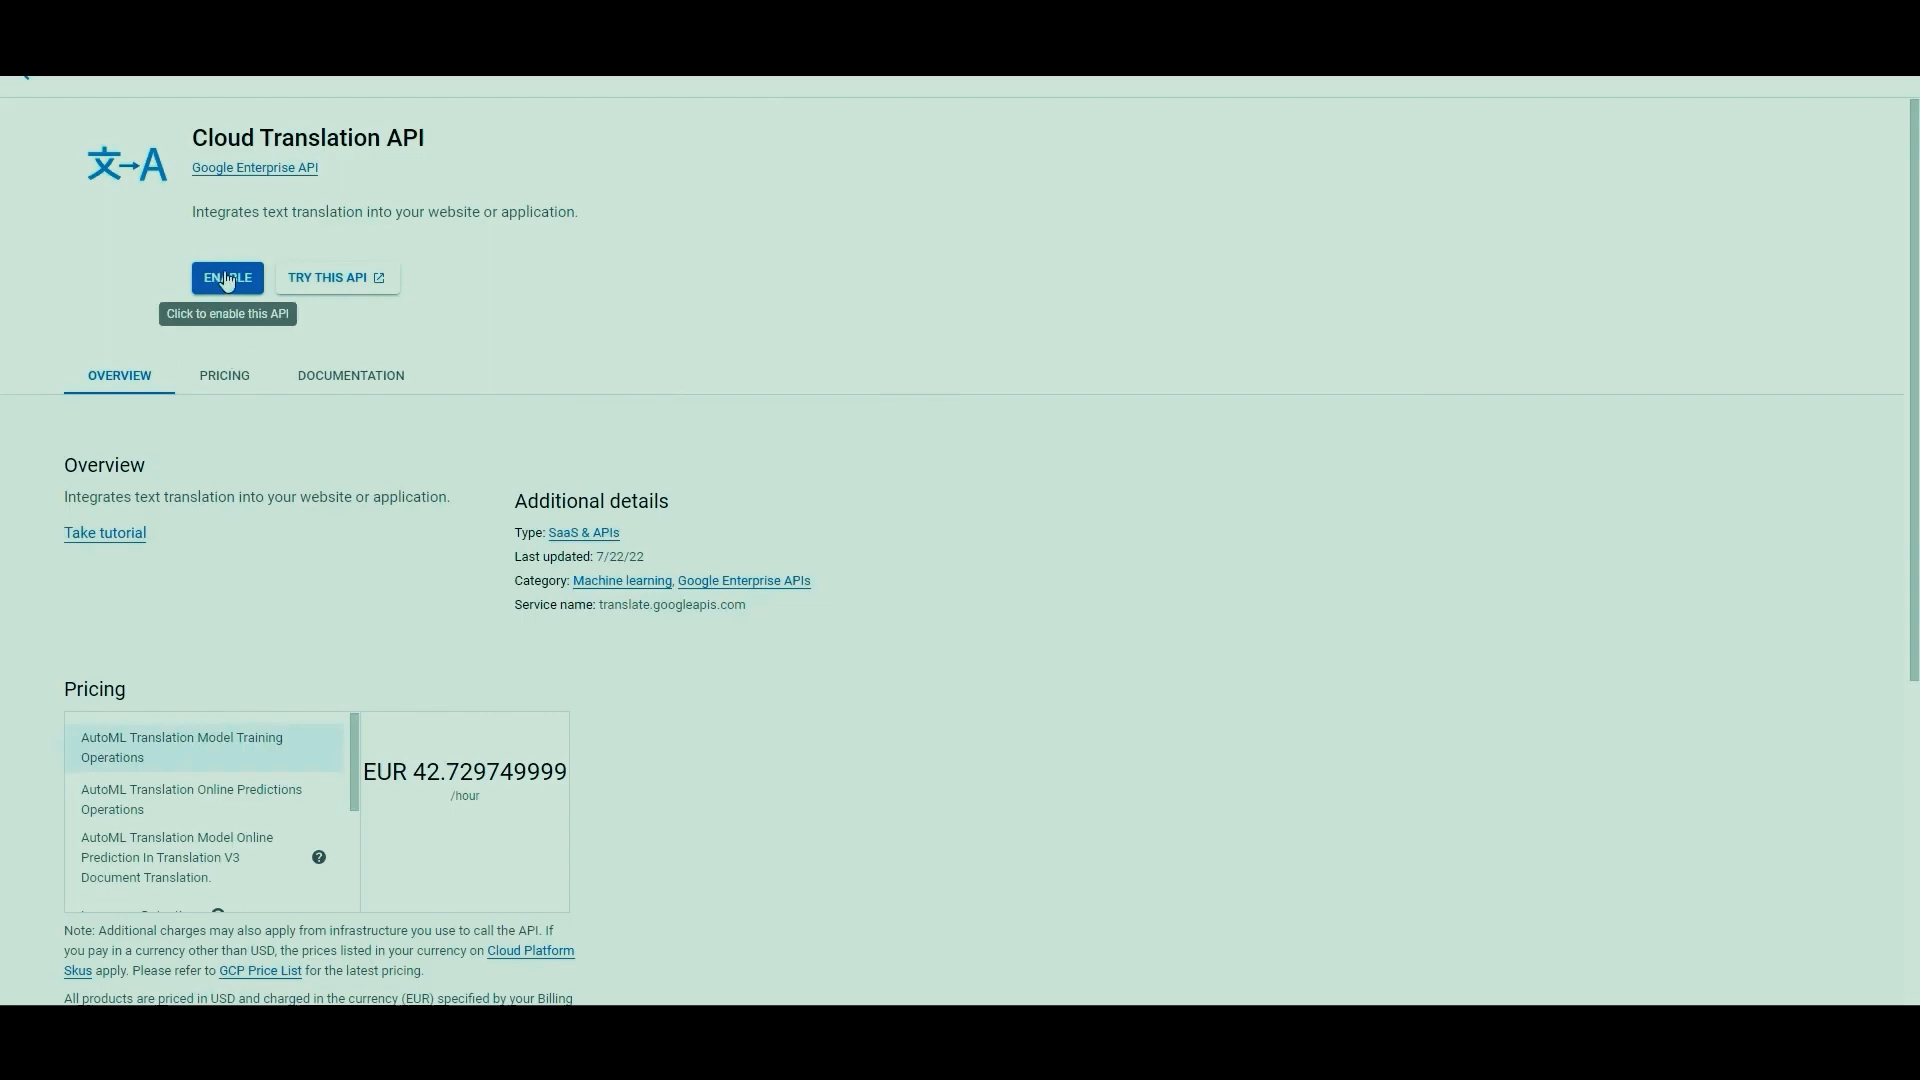 Cloud Translation API
文→A
Google Enterprise API
Integrates text translation into your website or application.
ENABLE
TRY THIS API
Click to enable this API
OVERVIEW
PRICING
DOCUMENTATION
Overview
Integrates text translation into your website or application.
Take tutorial
Additional details
Type: SaaS & APIs
Last updated: 7/22/22
Category: Machine learning, Google Enterprise APIs
Service name: translate.googleapis.com
Pricing
AutoML Translation Model Training
Operations
AutoML Translation Online Predictions
Operations
AutoML Translation Model Online
Prediction In Translation V3
Document Translation.
EUR 42.729749999
/hour
Note: Additional charges may also apply from infrastructure you use to call the API. If
you pay in a currency other than USD, the prices listed in your currency on Cloud Platform
Skus apply. Please refer to GCP Price List for the latest pricing.
All products are priced in USD and charged in the currency (EUR) specified by your Billing